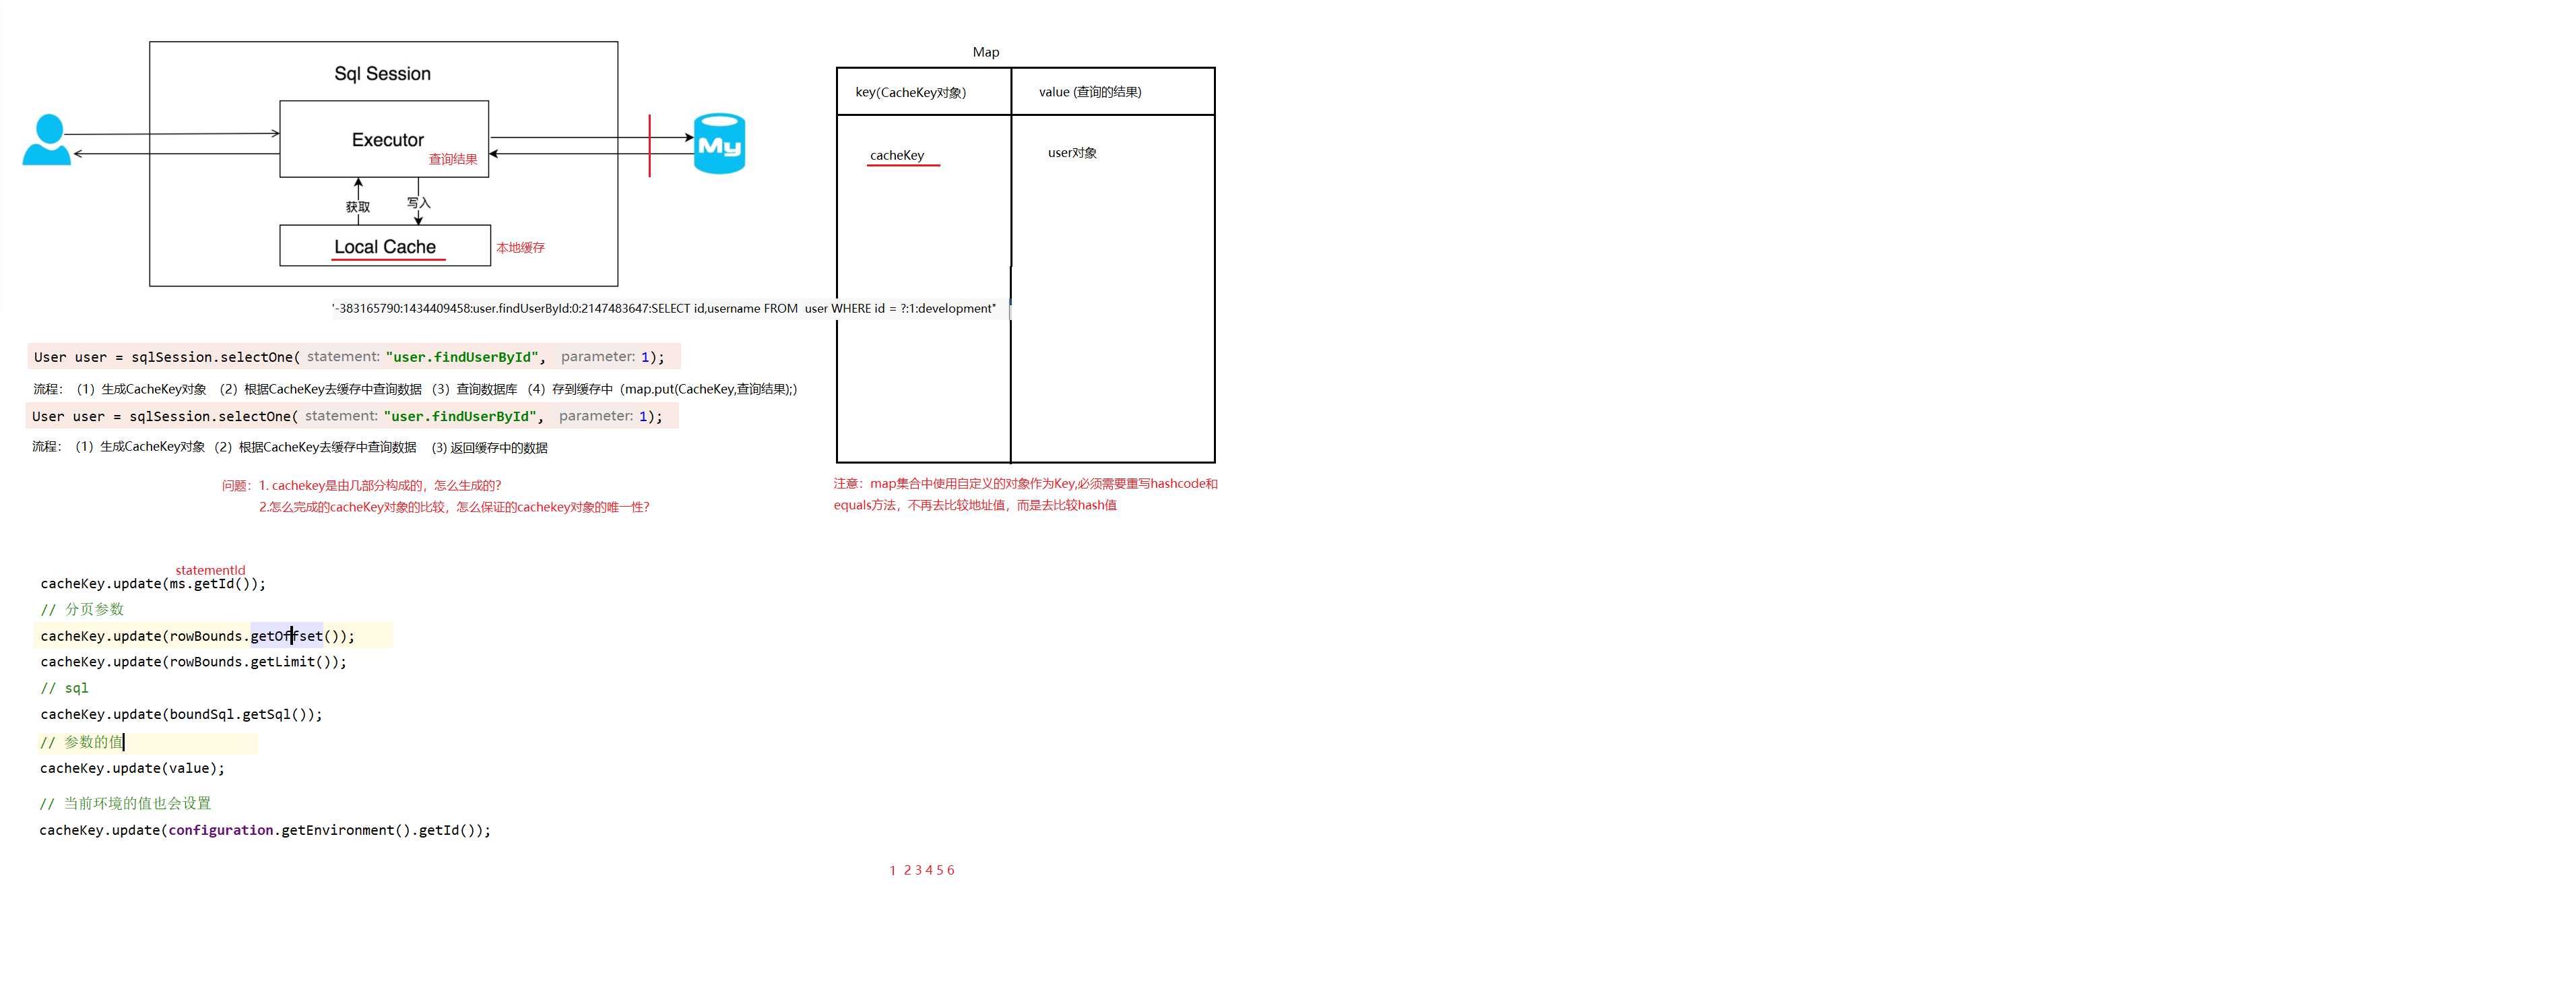 Sql Session
Executor
查询结果
My
获取
写入
Local Cache
本地缓存
Map
key(CacheKey对象)
value (查询的结果)
cacheKey
user对象
'-383165790:1434409458:user.findUserById:0:2147483647:SELECT id,username FROM  user WHERE id = ?:1:development"
User user = sqlSession.selectOne( statement: "user.findUserById",  parameter: 1);
流程：（1）生成CacheKey对象 （2）根据CacheKey去缓存中查询数据 （3）查询数据库 （4）存到缓存中（map.put(CacheKey,查询结果);）
User user = sqlSession.selectOne( statement: "user.findUserById",  parameter: 1);
流程：（1）生成CacheKey对象 （2）根据CacheKey去缓存中查询数据  (3) 返回缓存中的数据
问题：1. cachekey是由几部分构成的，怎么生成的？
2.怎么完成的cacheKey对象的比较，怎么保证的cachekey对象的唯一性？
注意：map集合中使用自定义的对象作为Key,必须需要重写hashcode和
equals方法，不再去比较地址值，而是去比较hash值
statementId
cacheKey.update(ms.getId());
// 分页参数
cacheKey.update(rowBounds.getOffset());
cacheKey.update(rowBounds.getLimit());
// sql
cacheKey.update(boundSql.getSql());
// 参数的值
cacheKey.update(value);
// 当前环境的值也会设置
cacheKey.update(configuration.getEnvironment().getId());
1  2 3 4 5 6